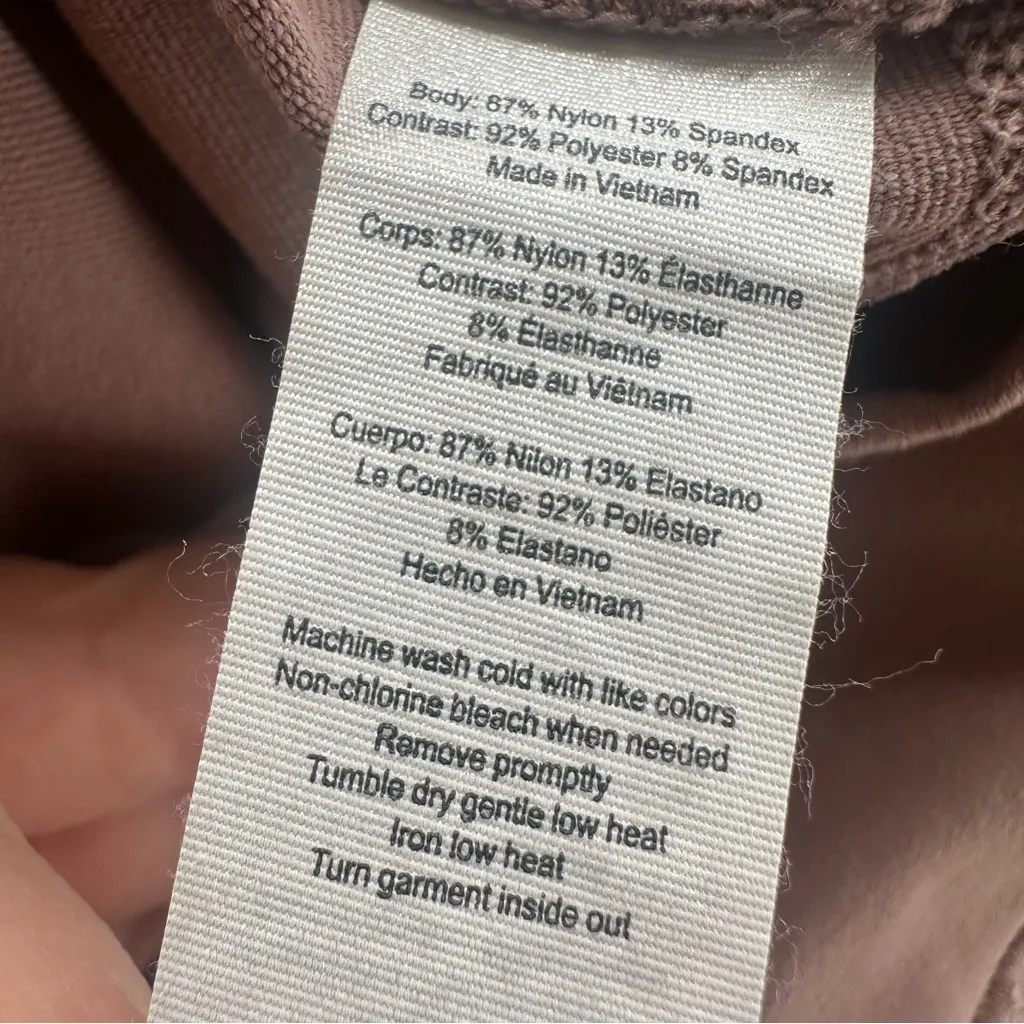 Body: 87% Nylon 13% Spandex
Contrast: 92% Polyester 8% Spandex
Made in Vietnam
Corps: 87% Nylon 13% Élasthanne
Contrast: 92% Polyester
8% Élasthanne
Fabriqué au Viêtnam
Cuerpo: 87% Nilon 13% Elastano
Le Contraste: 92% Poliéster
8% Elastano
Hecho en Vietnam
Machine wash cold with like colors
Non-chlorine bleach when needed
Remove promptly
Tumble dry gentle low heat
Iron low heat
Turn garment inside out